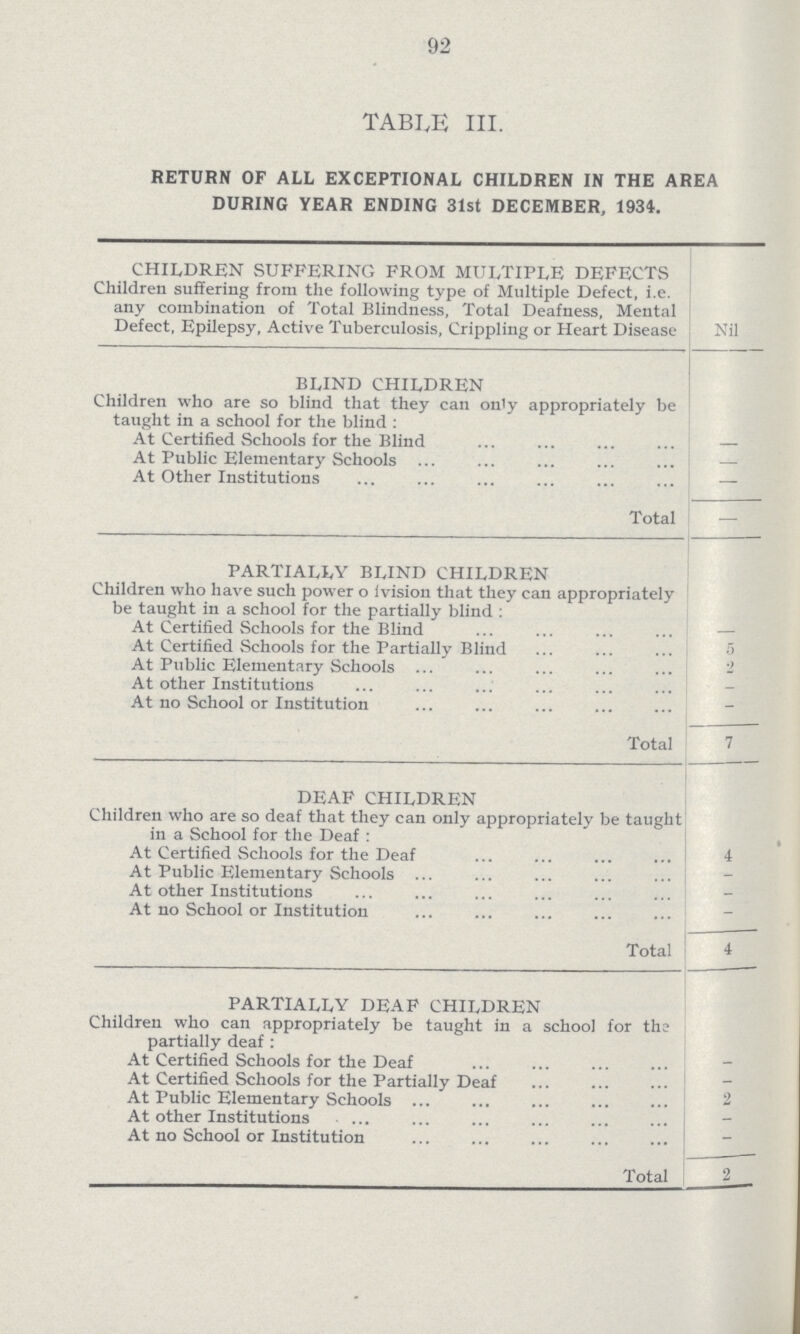 92
TABLE III.
RETURN OF ALL EXCEPTIONAL CHILDREN IN THE AREA
DURING YEAR ENDING 31st DECEMBER, 1934.
CHILDREN SUFFERING FROM MULTIPLE DEFECTS
Children suffering from the following type of Multiple Defect, i.e.
any combination of Total Blindness, Total Deafness, Mental
Defect, Epilepsy, Active Tuberculosis, Crippling or Heart Disease Nil
BLIND CHILDREN
Children who are so blind that they can only appropriately be
taught in a school for the blind :
At Certified Schools for the Blind ... ... ... ... —
At Public Elementary Schools ... ... ... ... ... —
At Other Institutions ... ... ... ... ... ... —
Total —
PARTIALLY BLIND CHILDREN
Children who have such power o fvision that they can appropriately
be taught in a school for the partially blind :
At Certified Schools for the Blind ... ... ... ... —
At Certified Schools for the Partially Blind ... ... ... 5
At Public Elementary Schools ... ... ... ... ... 2
At other Institutions ... ... ... ... ... ... -
At no School or Institution ... ... ... ... ... -
Total 7
DEAF CHILDREN
Children who are so deaf that they can only appropriately be taught
in a School for the Deaf :
At Certified Schools for the Deaf ... ... ... ... 4
At Public Elementary Schools ... ... ... ... ... -
At other Institutions ... ... ... ... ... ... -
At no School or Institution ... ... ... ... ... -
Total 4
PARTIALLY DEAF CHILDREN
Children who can appropriately be taught in a school for the
partially deaf :
At Certified Schools for the Deaf ... ... ... ... -
At Certified Schools for the Partially Deaf ... ... ... -
At Public Elementary Schools ... ... ... ... ... 2
At other Institutions ... ... ... ... ... ... -
At no School or Institution ... ... ... ... ... -
Total 2